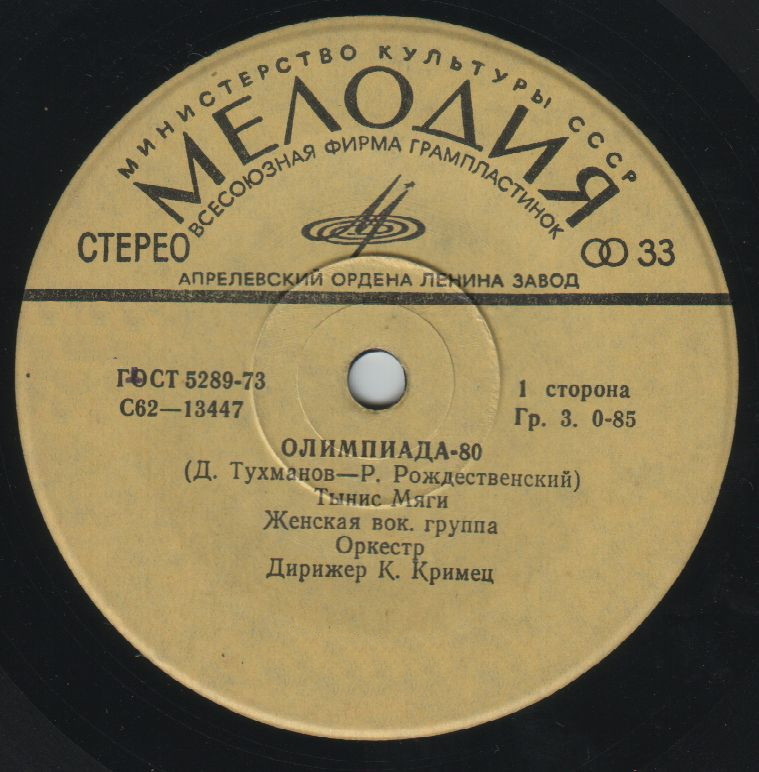 МИНИСТЕРСТВО КУЛЬТУРЫ СССР
МЕЛОДИЯ
ВСЕСОЮЗНАЯ ФИРМА ГРАМПЛАСТИНОК
СТЕРЕО
33
АПРЕЛЕВСКИЙ ОРДЕНА ЛЕНИНА ЗАВОД
ГОСТ 5289-73
С62—13447
1 сторона
Гр. 3. 0-85
ОЛИМПИАДА-80
(Д. Тухманов—Р. Рождественский)
Тынис Мяги
Женская вок. группа
Оркестр
Дирижер К. Кримец